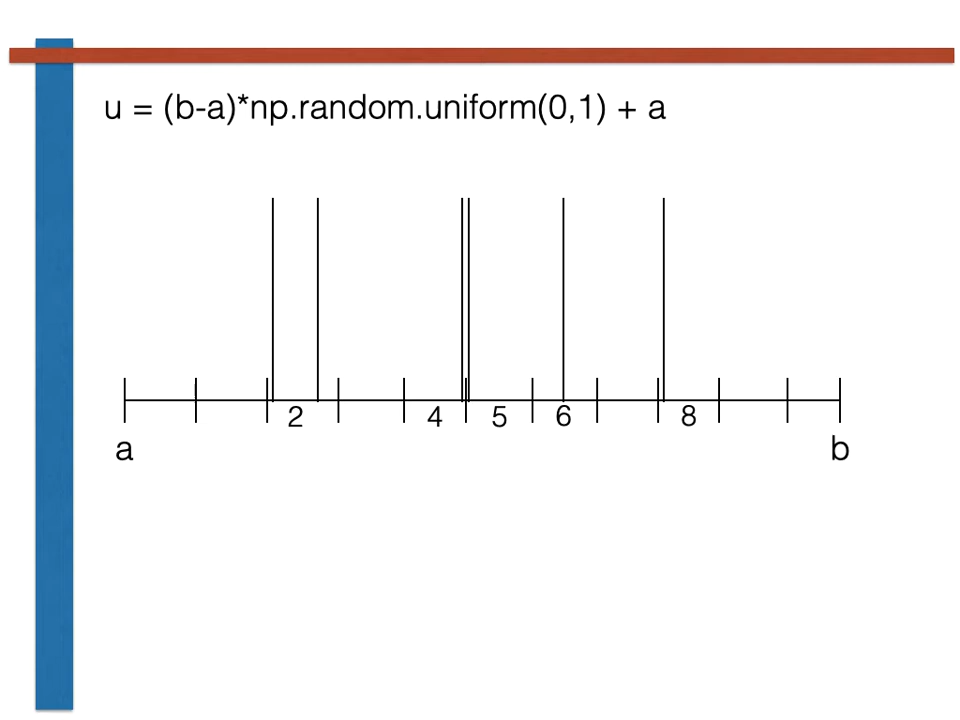 u = (b-a)*np.random.uniform(0,1) + a
2 4 5 6 8
a b